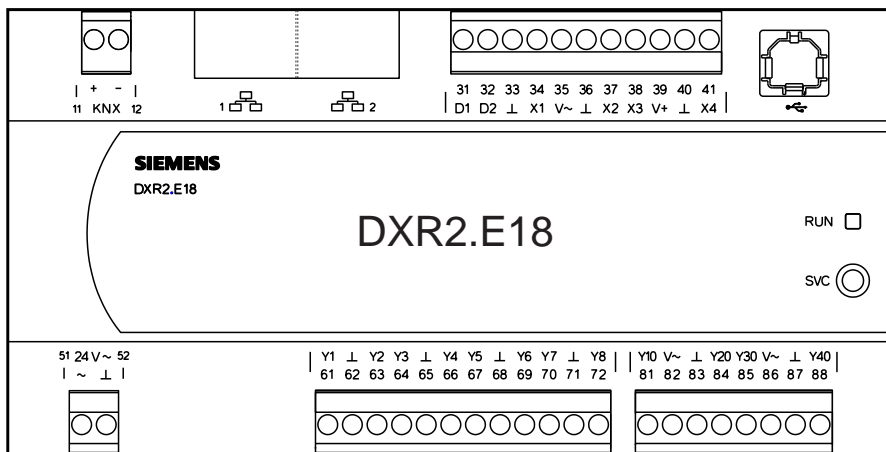 + -
11 KNX 12
1 2
31 32 33 34 35 36 37 38 39 40 41
D1 D2 ⊥ X1 V~ ⊥ X2 X3 V+ ⊥ X4
SIEMENS
DXR2.E18
DXR2.E18
RUN
SVC
51 24 V ~ 52
~ ⊥
Y1 ⊥ Y2 Y3 ⊥ Y4 Y5 ⊥ Y6 Y7 ⊥ Y8
61 62 63 64 65 66 67 68 69 70 71 72
Y10 V~ ⊥ Y20 Y30 V~ ⊥ Y40
81 82 83 84 85 86 87 88